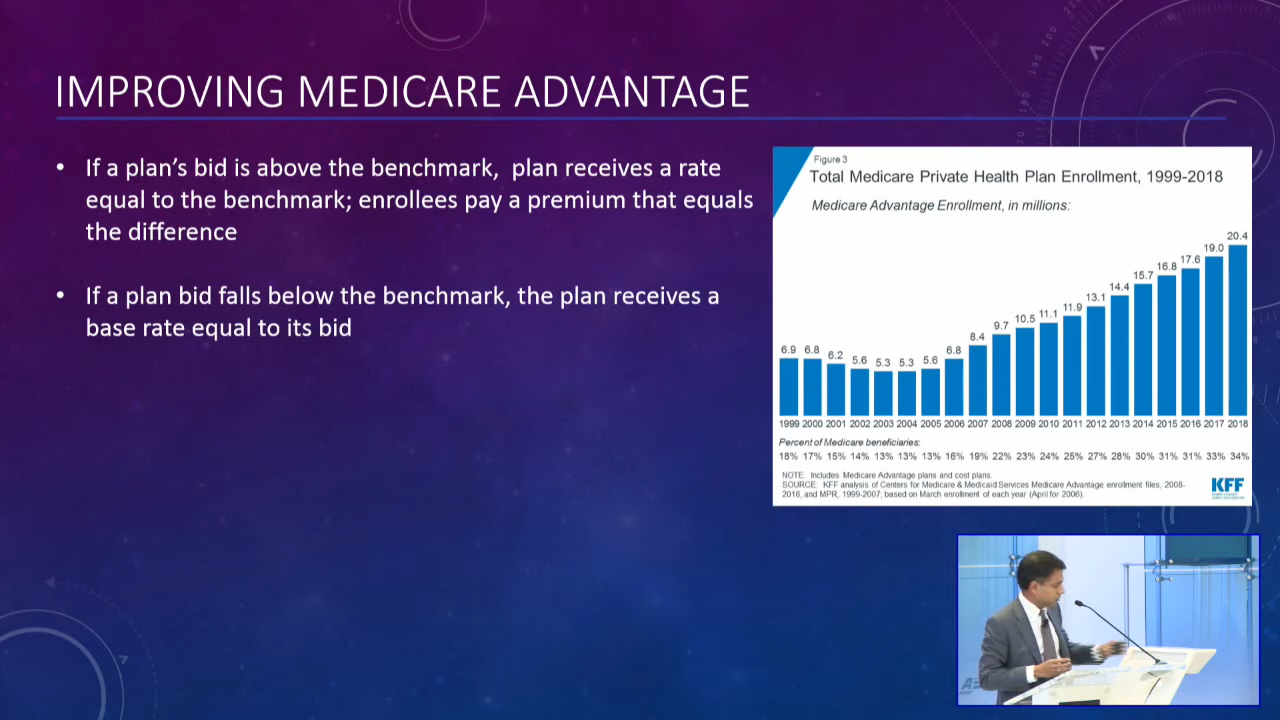 IMPROVING MEDICARE ADVANTAGE
• If a plan’s bid is above the benchmark, plan receives a rate
equal to the benchmark; enrollees pay a premium that equals
the difference
• If a plan bid falls below the benchmark, the plan receives a
base rate equal to its bid
Figure 3
Total Medicare Private Health Plan Enrollment, 1999-2018
Medicare Advantage Enrollment, in millions:
6.9 6.8 6.2 5.6 5.3 5.3 5.6 6.8 8.4 9.7 10.5 11.1 11.9 13.1 14.4 15.7 16.8 17.6 19.0 20.4
1999 2000 2001 2002 2003 2004 2005 2006 2007 2008 2009 2010 2011 2012 2013 2014 2015 2016 2017 2018
Percent of Medicare beneficiaries:
18% 17% 15% 14% 13% 13% 13% 16% 19% 22% 23% 24% 25% 27% 28% 30% 31% 31% 33% 34%
NOTE: Includes Medicare Advantage plans and cost plans.
SOURCE: KFF analysis of Centers for Medicare & Medicaid Services Medicare Advantage enrollment files, 2008-
2018, and MPR, 1999-2007, based on March enrollment of each year (April for 2006).
KFF